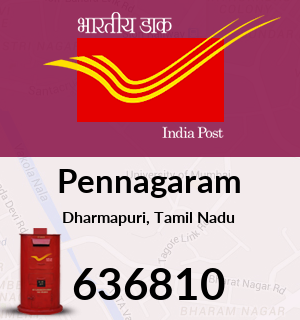 भारतीय डाक
India Post
Pennagaram
Dharmapuri, Tamil Nadu
636810